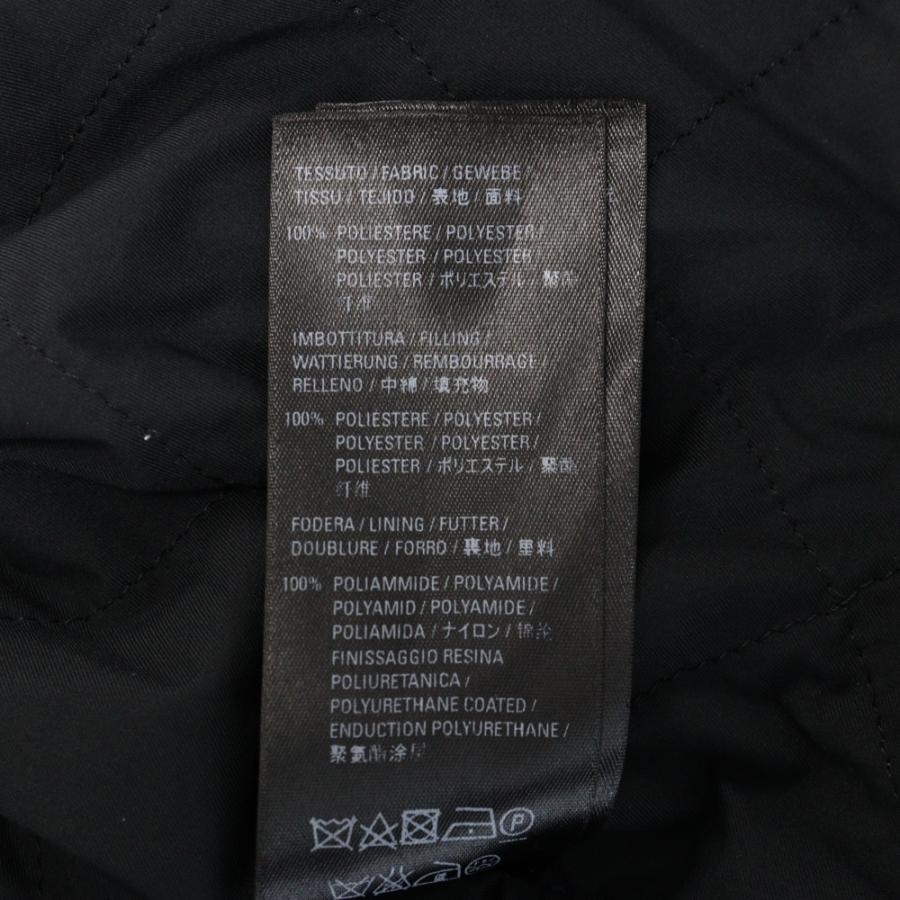 TESSUTO / FABRIC / GEWEBE /
TISSU / TEJIDO / 表地 / 面料
100% POLIESTERE / POLYESTER /
POLYESTER / POLYESTER /
POLIESTER / ポリエステル / 聚酯
纤维
IMBOTTITURA / FILLING /
WATTIERUNG / REMBOURRAGE
RELLENO / 中綿 / 填充物
100% POLIESTERE / POLYESTER /
POLYESTER / POLYESTER /
POLIESTER / ポリエステル / 聚酯
纤维
FODERA / LINING / FUTTER /
DOUBLURE / FORRO / 裏地 / 里料
100% POLIAMMIDE / POLYAMIDE /
POLYAMID / POLYAMIDE /
POLIAMIDA / ナイロン / 锦纶
FINISSAGGIO RESINA
POLIURETANICA /
POLYURETHANE COATED /
ENDUCTION POLYURETHANE /
聚氨酯涂层
P